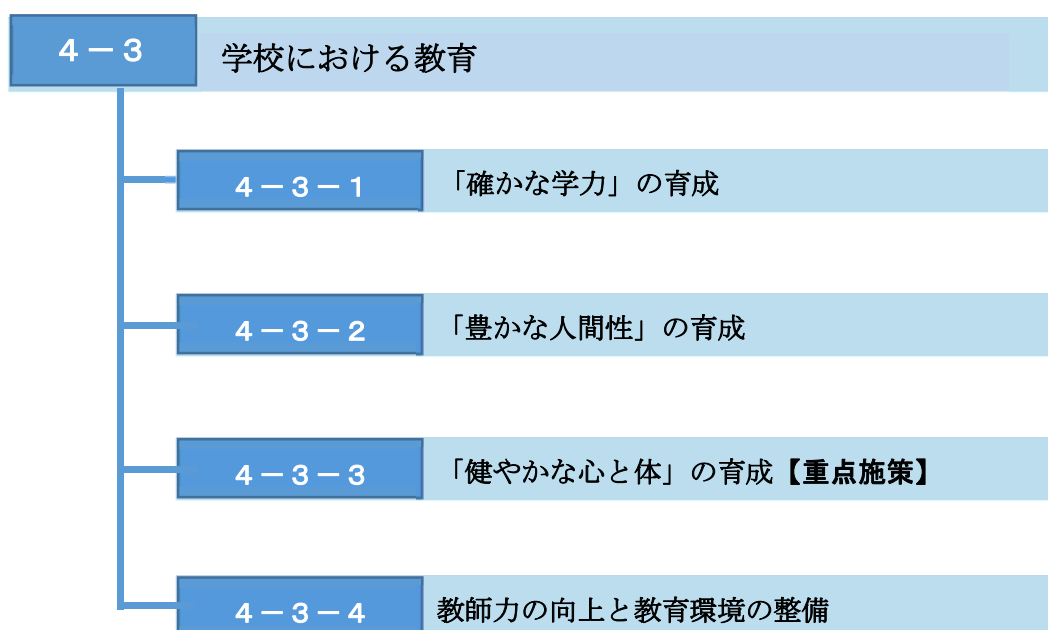 ４－３ 学校における教育
４－３－１ 「確かな学力」の育成
４－３－２ 「豊かな人間性」の育成
４－３－３ 「健やかな心と体」の育成【重点施策】
４－３－４ 教師力の向上と教育環境の整備